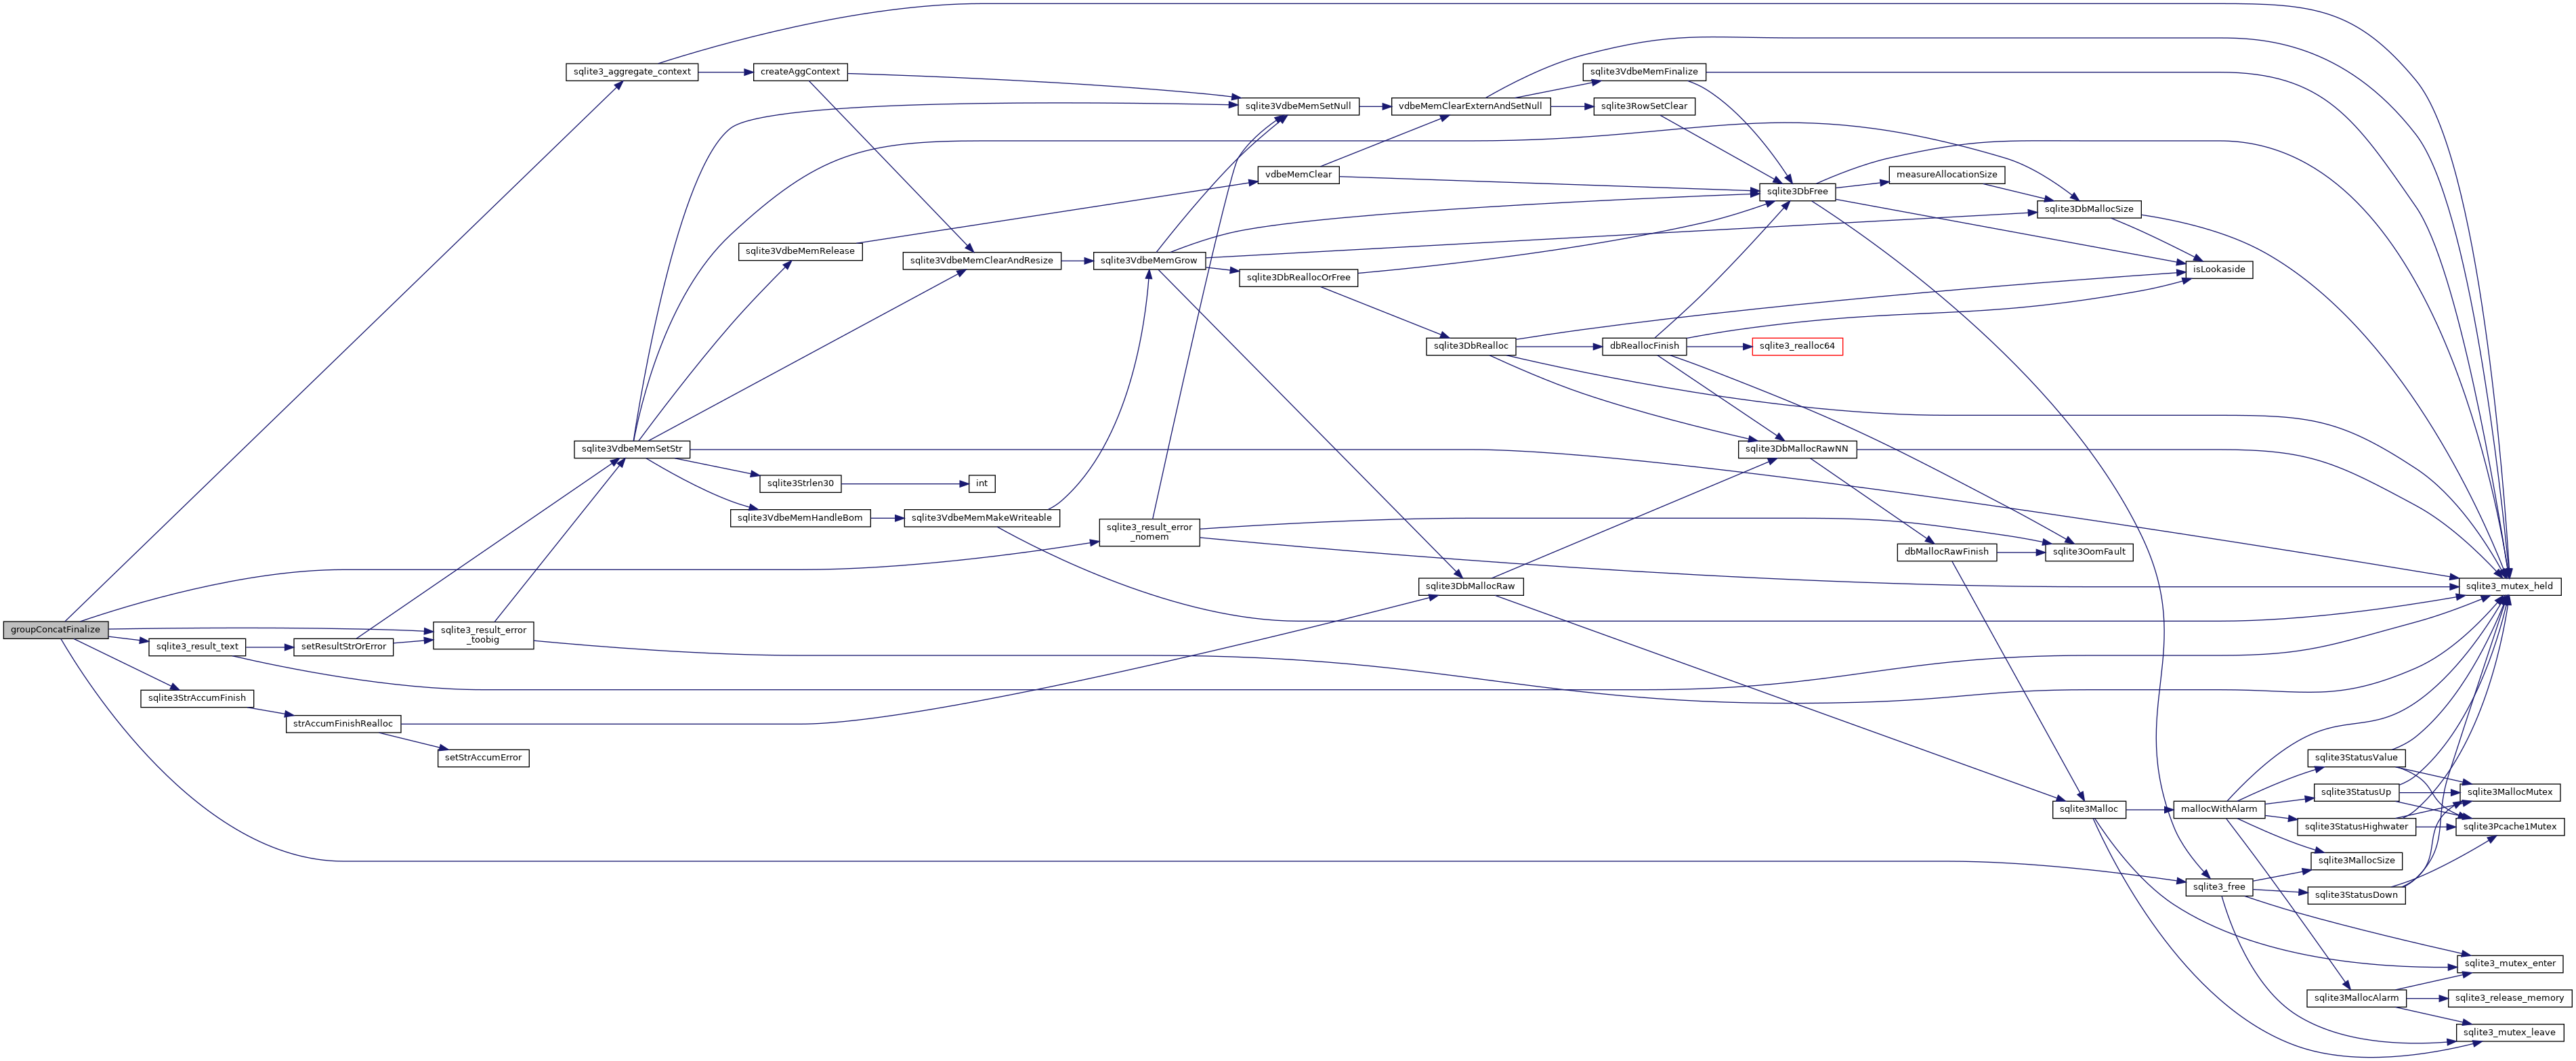 sqlite3_aggregate_context
createAggContext
sqlite3VdbeMemFinalize
sqlite3VdbeMemSetNull
vdbeMemClearExternAndSetNull
sqlite3RowSetClear
vdbeMemClear
measureAllocationSize
sqlite3DbFree
sqlite3DbMallocSize
sqlite3VdbeMemRelease
sqlite3VdbeMemClearAndResize
sqlite3VdbeMemGrow
isLookaside
sqlite3DbReallocOrFree
sqlite3DbRealloc
dbReallocFinish
sqlite3_realloc64
sqlite3VdbeMemSetStr
sqlite3DbMallocRawNN
sqlite3Strlen30
int
sqlite3VdbeMemHandleBom
sqlite3VdbeMemMakeWriteable
sqlite3_result_error
_nomem
dbMallocRawFinish
sqlite3OomFault
sqlite3DbMallocRaw
sqlite3_mutex_held
groupConcatFinalize
sqlite3_result_error
_toobig
sqlite3_result_text
setResultStrOrError
sqlite3StrAccumFinish
strAccumFinishRealloc
setStrAccumError
sqlite3StatusValue
sqlite3StatusUp
sqlite3MallocMutex
sqlite3Malloc
mallocWithAlarm
sqlite3StatusHighwater
sqlite3Pcache1Mutex
sqlite3MallocSize
sqlite3_free
sqlite3StatusDown
sqlite3_mutex_enter
sqlite3MallocAlarm
sqlite3_release_memory
sqlite3_mutex_leave